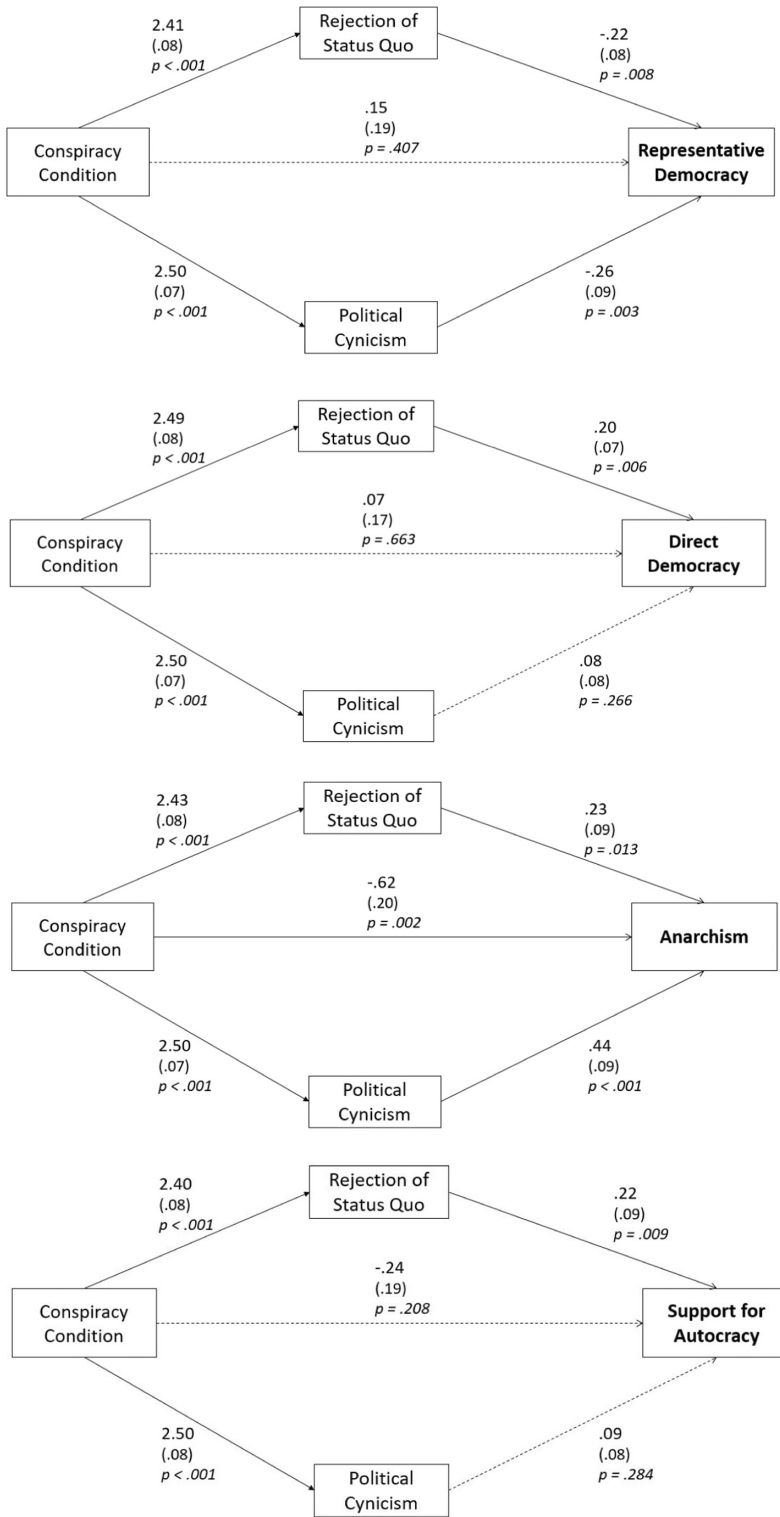 2.41
(.08)
p < .001
Rejection of
Status Quo
-.22
(.08)
p = .008
.15
(.19)
p = .407
Conspiracy
Condition
Representative
Democracy
2.50
(.07)
p < .001
Political
Cynicism
-.26
(.09)
p = .003
2.49
(.08)
p < .001
Rejection of
Status Quo
.20
(.07)
p = .006
.07
(.17)
p = .663
Conspiracy
Condition
Direct
Democracy
2.50
(.07)
p < .001
Political
Cynicism
.08
(.08)
p = .266
2.43
(.08)
p < .001
Rejection of
Status Quo
.23
(.09)
p = .013
-.62
(.20)
p = .002
Conspiracy
Condition
Anarchism
2.50
(.07)
p < .001
Political
Cynicism
.44
(.09)
p < .001
2.40
(.08)
p < .001
Rejection of
Status Quo
.22
(.09)
p = .009
-.24
(.19)
p = .208
Conspiracy
Condition
Support for
Autocracy
2.50
(.08)
p < .001
Political
Cynicism
.09
(.08)
p = .284